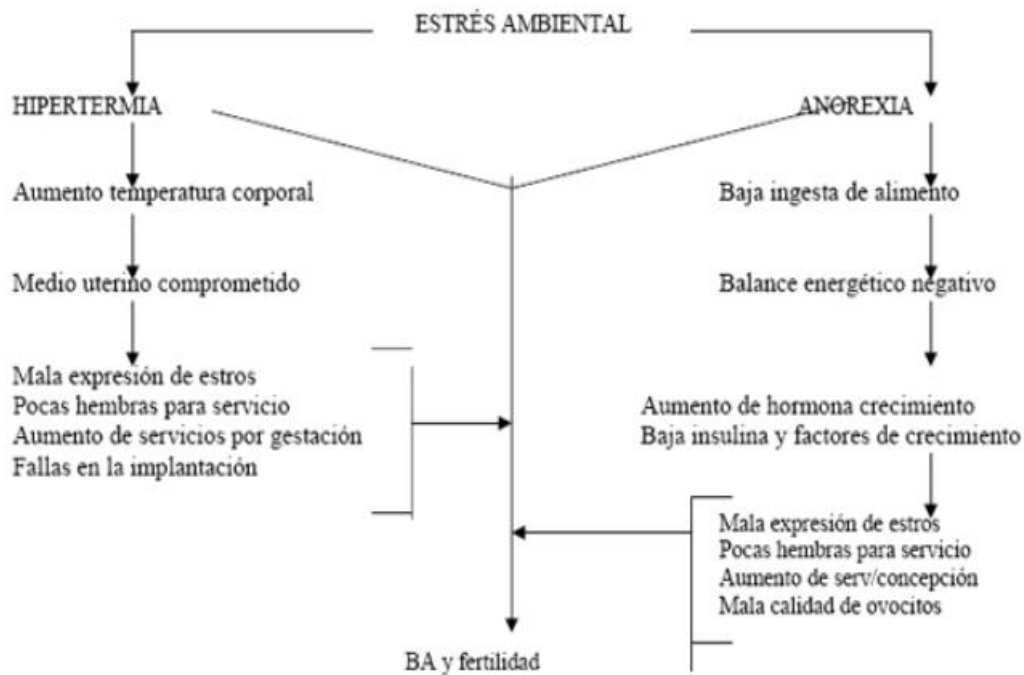 ESTRÉS AMBIENTAL
HIPERTERMIA
ANOREXIA
Aumento temperatura corporal
Baja ingesta de alimento
Medio uterino comprometido
Balance energético negativo
Mala expresión de estros
Pocas hembras para servicio
Aumento de servicios por gestación
Fallas en la implantación
Aumento de hormona crecimiento
Baja insulina y factores de crecimiento
Mala expresión de estros
Pocas hembras para servicio
Aumento de serv/concepción
Mala calidad de ovocitos
BA y fertilidad